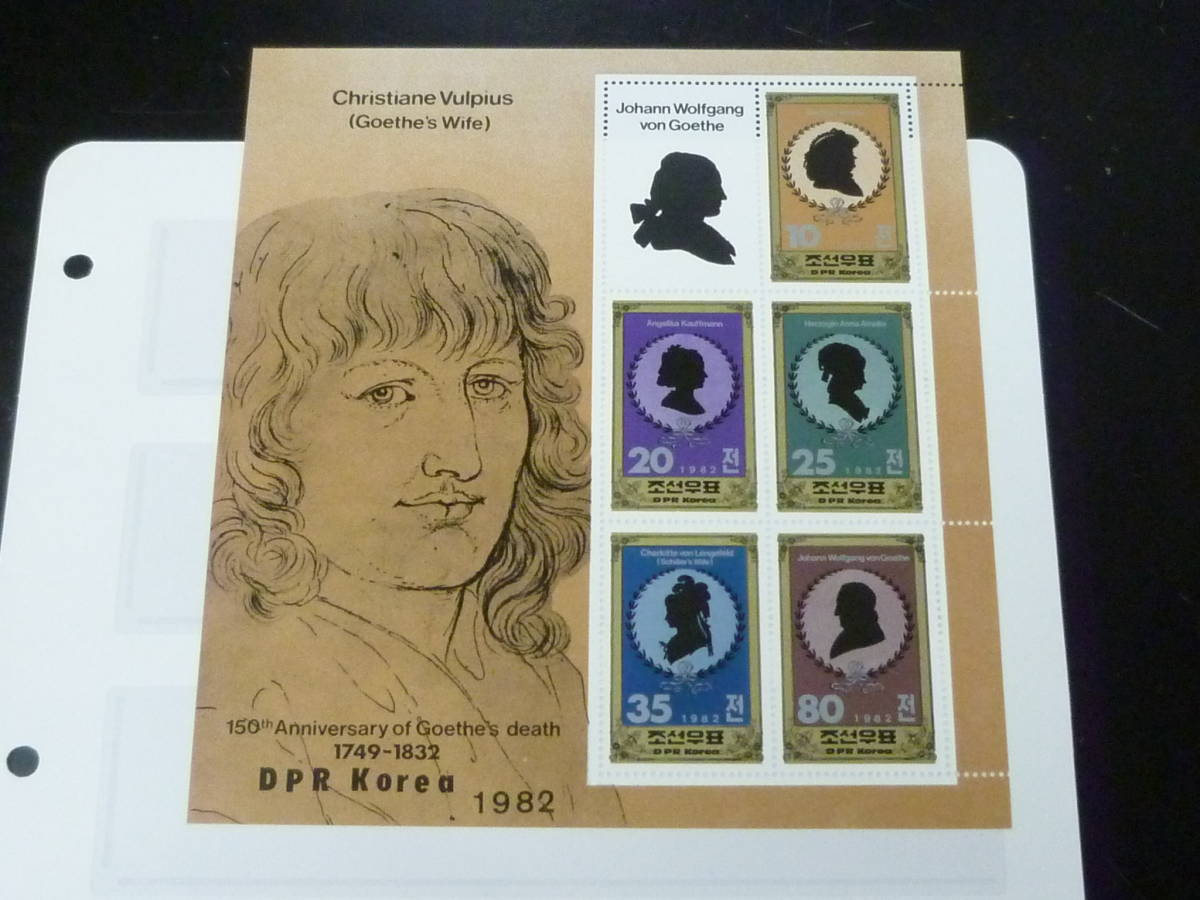 Christiane Vulpius
(Goethe's Wife)
150th Anniversary of Goethe's death
1749-1832
DPR Korea
1982
Johann Wolfgang
von Goethe
10 전
조선우표
DPR Korea
Angelika Kauffmann
20 1982 전
조선우표
DPR Korea
Herzogin Anna Amalia
25 1982 전
조선우표
DPR Korea
Charlotte von Lengefeld
(Schiller's Wife)
35 1982 전
조선우표
DPR Korea
Johann Wolfgang von Goethe
80 1982 전
조선우표
DPR Korea